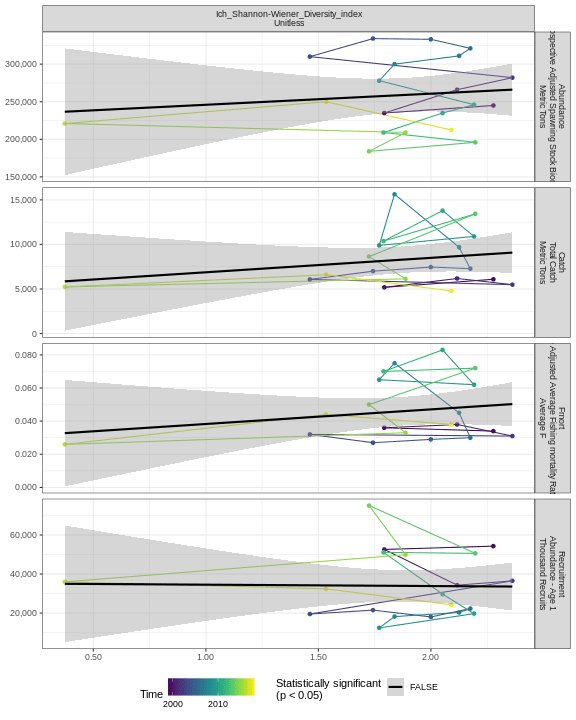 Ich_Shannon-Wiener_Diversity_index
Unitless
300,000
250,000
200,000
150,000
Abundance
Adjusted Spawning Stock
Metric Tons
15,000
10,000
5,000
0
Catch
Total Catch
Metric Tons
0.080
0.060
0.040
0.020
0.000
Fmort
Adjusted Average Fishing mortality Rat
Average F
60,000
40,000
20,000
Recruitment
Abundance - Age 1
Thousand Recruits
0.50 1.00 1.50 2.00
Time
2000 2010
Statistically significant
(p < 0.05)
FALSE